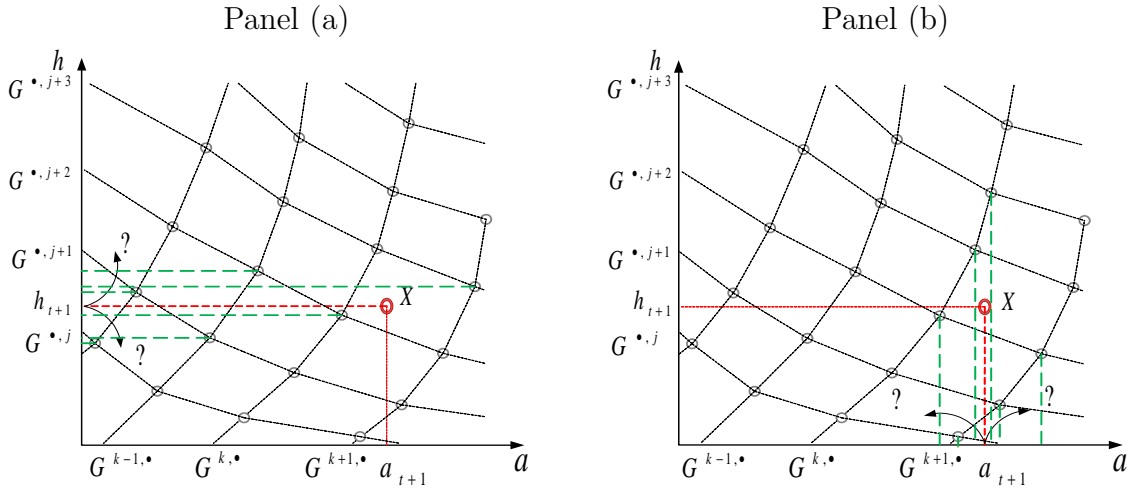 Panel (a)
h
G •, j+3
G •, j+2
G •, j+1
h t+1
G •, j
?
?
X
G k−1,•
G k,•
G k+1,•
a t+1
a
Panel (b)
h
G •, j+3
G •, j+2
G •, j+1
h t+1
G •, j
X
?
?
G k−1,•
G k,•
G k+1,•
a t+1
a